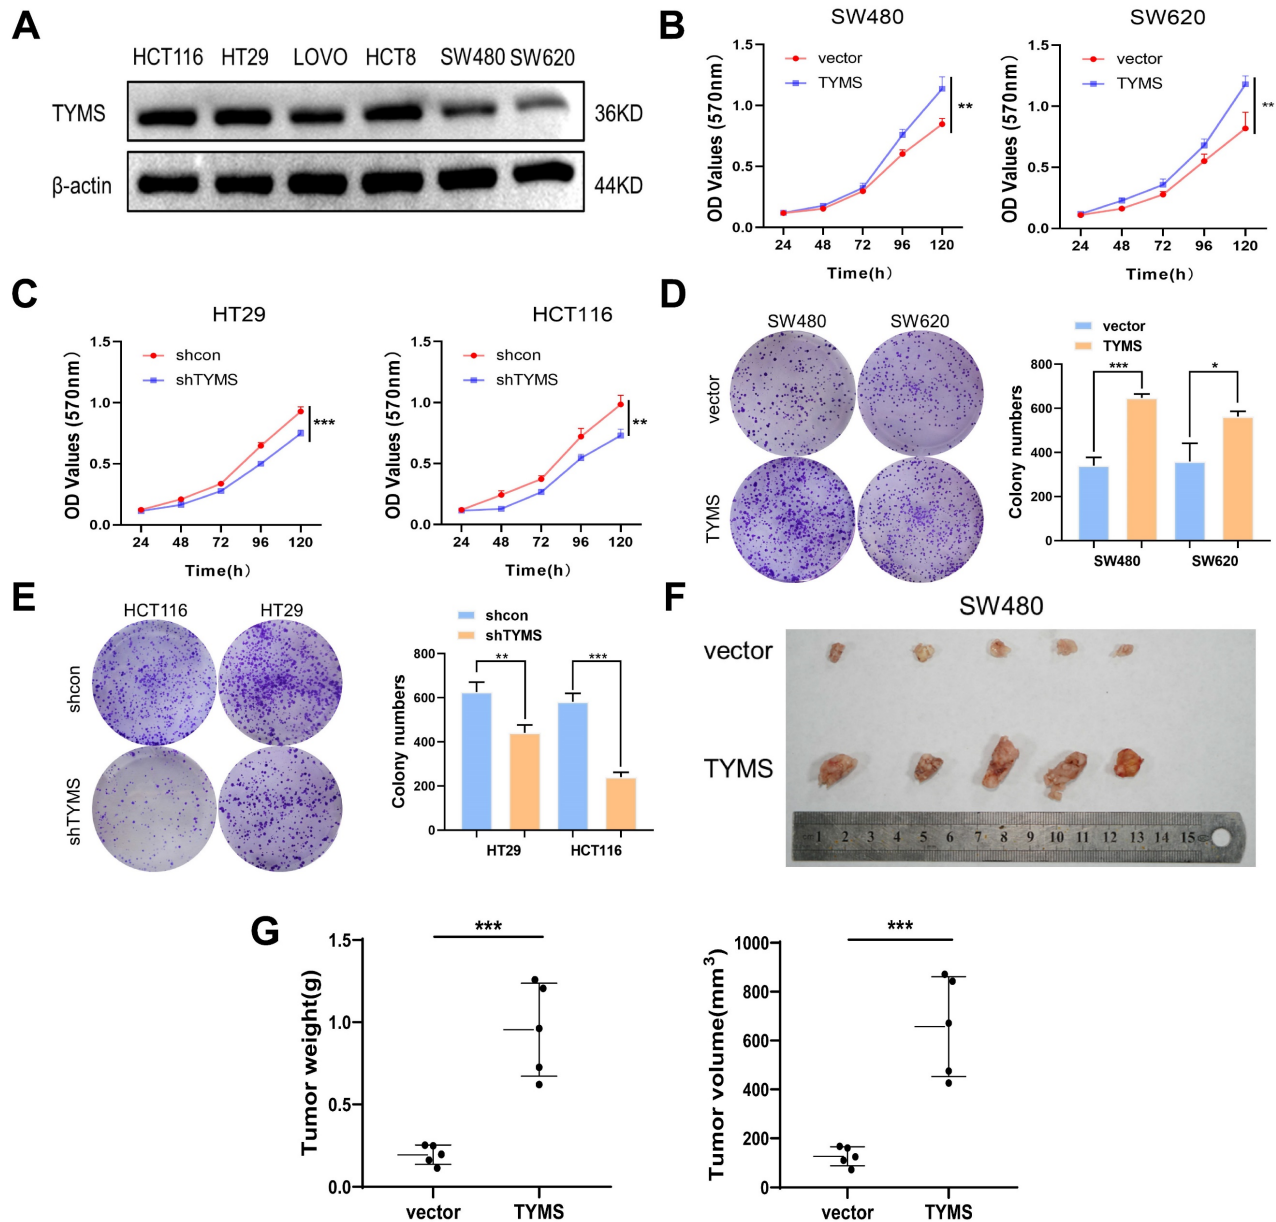 A
HCT116 HT29 LOVO HCT8 SW480 SW620
TYMS 36KD
β-actin 44KD
B
SW480
OD Values (570nm)
1.5
1.0
0.5
0.0
vector
TYMS
**
24 48 72 96 120
Time(h)
SW620
OD Values (570nm)
1.5
1.0
0.5
0.0
vector
TYMS
**
24 48 72 96 120
Time(h)
C
HT29
OD Values (570nm)
1.5
1.0
0.5
0.0
shcon
shTYMS
***
24 48 72 96 120
Time(h)
HCT116
OD Values (570nm)
1.5
1.0
0.5
0.0
shcon
shTYMS
**
24 48 72 96 120
Time(h)
D
SW480 SW620
vector
TYMS
vector
TYMS
Colony numbers
800
600
400
200
0
*** *
SW480 SW620
E
HCT116 HT29
shcon
shTYMS
shcon
shTYMS
Colony numbers
800
600
400
200
0
** ***
HT29 HCT116
F
SW480
vector
TYMS
1 2 3 4 5 6 7 8 9 10 11 12 13 14 15
G
Tumor weight(g)
1.5
1.0
0.5
0.0
***
vector TYMS
Tumor volume(mm³)
1000
800
600
400
200
0
***
vector TYMS